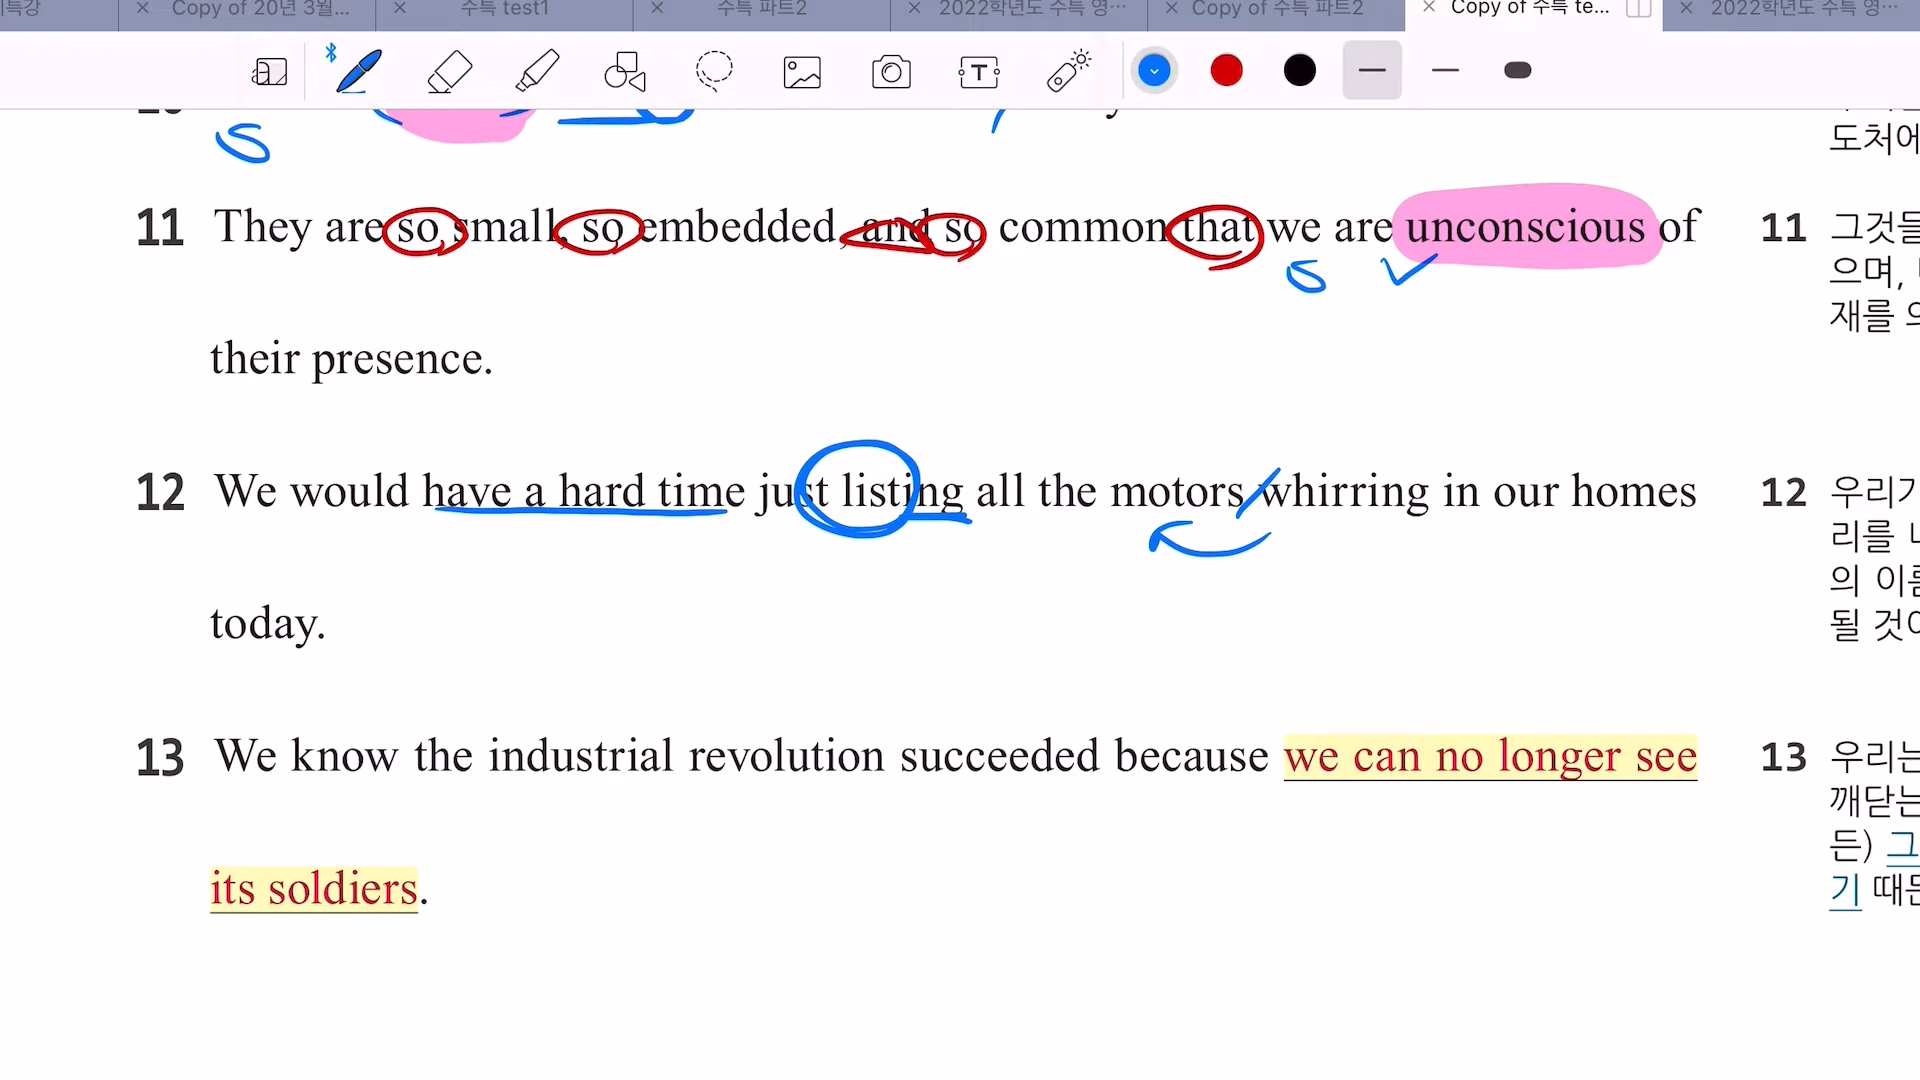 특강
Copy of 20년 3월...
수특 test1
수특 파트2
2022학년도 수특 영...
Copy of 수특 파트2
Copy of 수특 te...
2022학년도 수특 영...
T
도처에
S
11 They are so small, so embedded, and so common that we are unconscious of
11 그것들
으며,
S
재를
their presence.
12 We would have a hard time just listing all the motors whirring in our homes
12 우리가
리를
의 이름
today.
될 것이
13 We know the industrial revolution succeeded because we can no longer see
13 우리는
깨닫는
든) 그
its soldiers.
기 때문